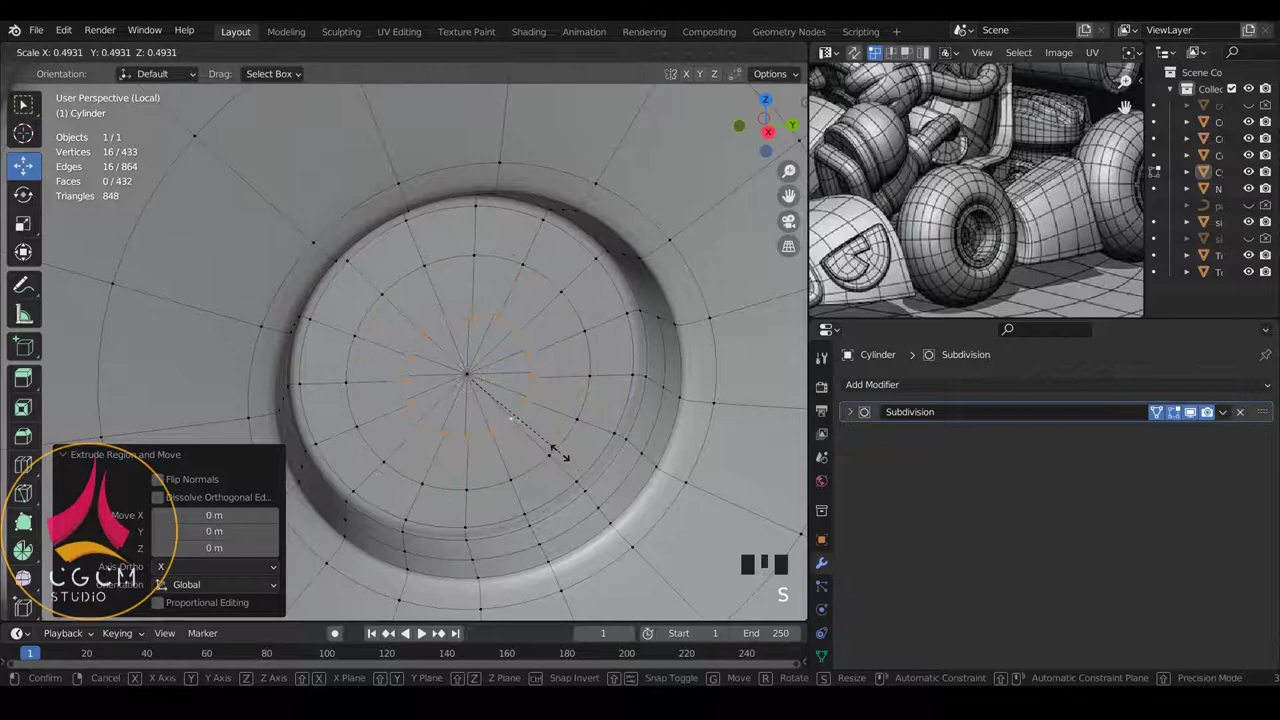 File Edit Render Window Help Layout Modeling Sculpting UV Editing Texture Paint Shading Animation Rendering Compositing Geometry Nodes Scripting + Scene ViewLayer
Scale X: 0.4931 Y: 0.4931 Z: 0.4931
View Select Image UV
Orientation: Default Drag: Select Box X Y Z Options
Scene Co
Collec
User Perspective (Local)
(1) Cylinder
Objects 1/1
Vertices 16/433
Edges 16/864
Faces 0/432
Triangles 848
Z
Y
X
Cylinder > Subdivision
Add Modifier
Subdivision
Extrude Region and Move
Flip Normals
Dissolve Orthogonal Ed...
Move X 0 m
Y 0 m
Z 0 m
Axis Ortho X
Orientation Global
Proportional Editing
CGCM
STUDIO
S
Playback Keying View Marker 1 Start 1 End 250
1 20 40 60 80 100 120 140 160 180 200 220 240
Confirm Cancel X X Axis Y Y Axis Z Z Axis X X Plane Y Y Plane Z Z Plane Snap Invert Snap Toggle G Move R Rotate S Resize Automatic Constraint Automatic Constraint Plane Precision Mode